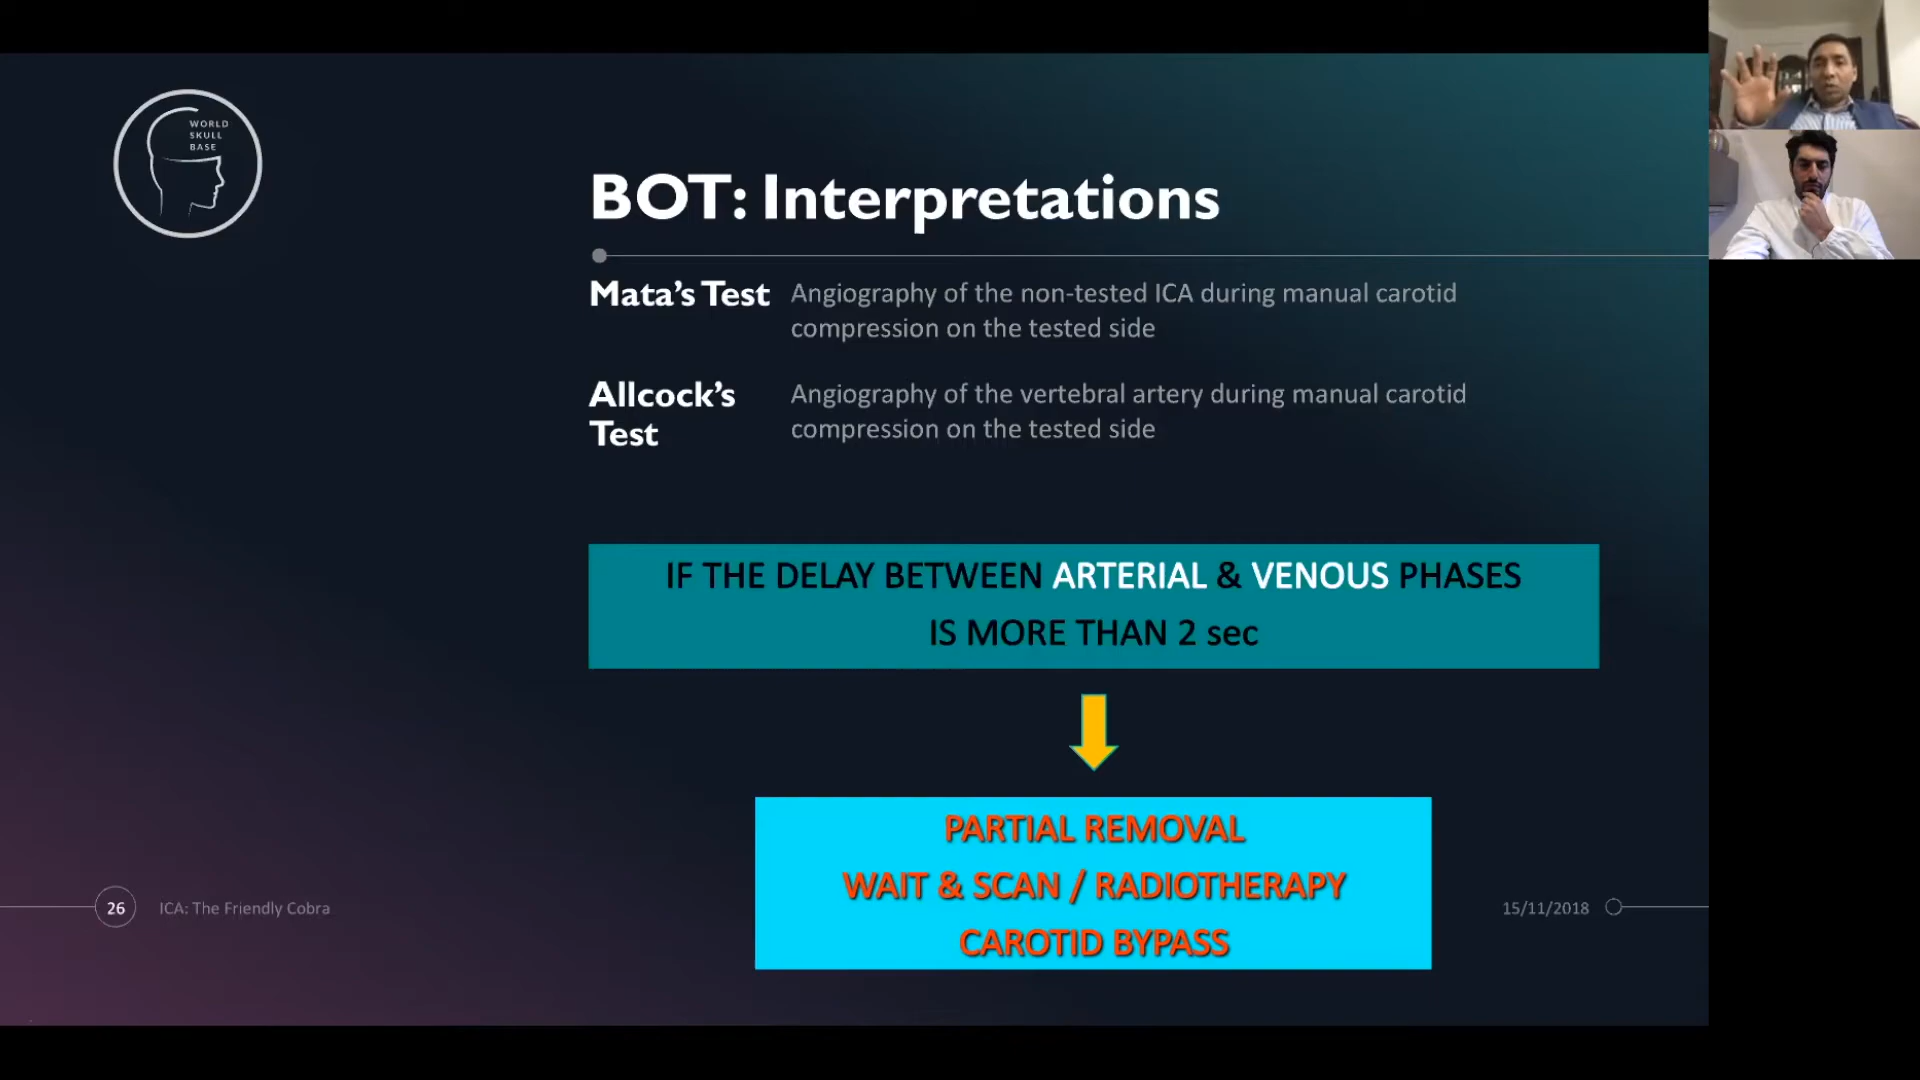 WORLD
SKULL
BASE
BOT: Interpretations
Mata's Test
Angiography of the non-tested ICA during manual carotid
compression on the tested side
Allcock's
Test
Angiography of the vertebral artery during manual carotid
compression on the tested side
IF THE DELAY BETWEEN ARTERIAL & VENOUS PHASES
IS MORE THAN 2 sec
PARTIAL REMOVAL
WAIT & SCAN / RADIOTHERAPY
CAROTID BYPASS
26
ICA: The Friendly Cobra
15/11/2018